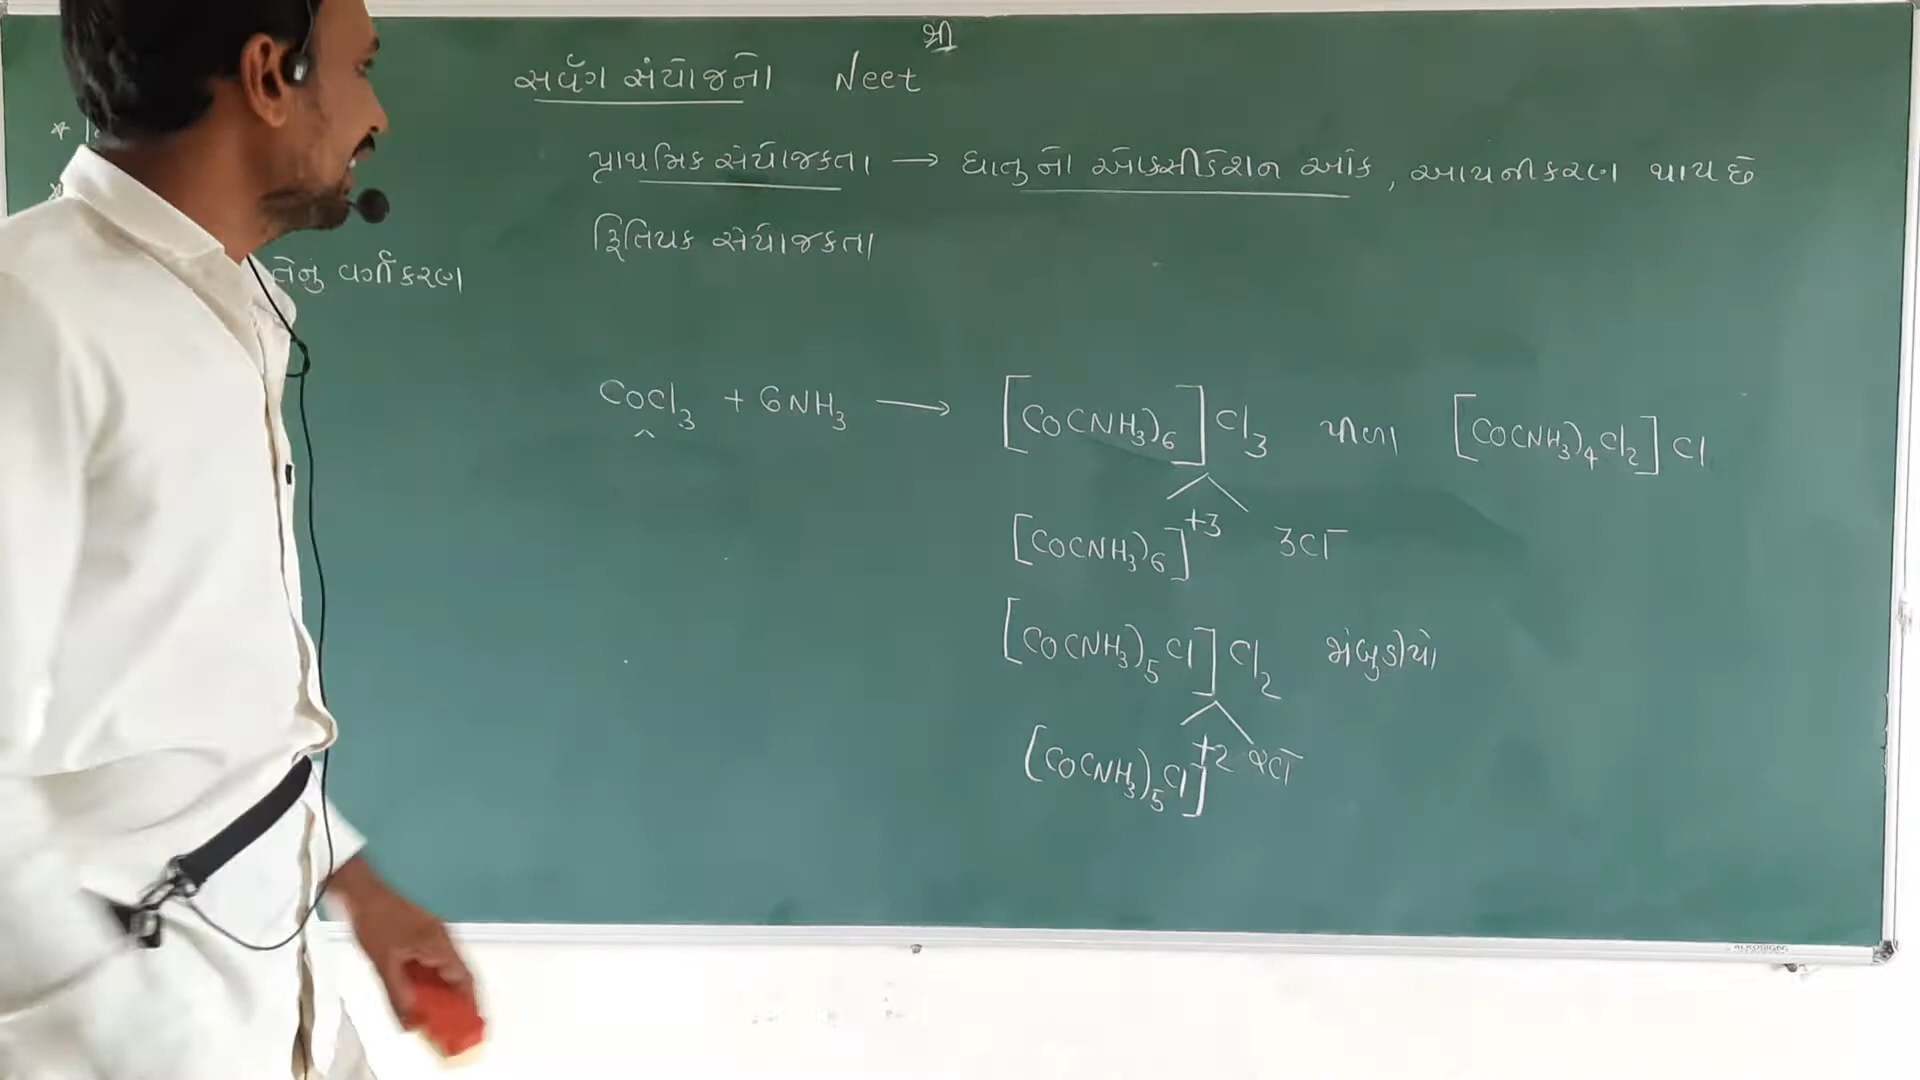 શ્રી
સવર્ગ સંયોજનો Neet
પ્રાથમિક સંયોજકતા → ધાતુનો ઓક્સીડેશન આંક, આયનીકરણ થાય છે
દ્વિતિયક સંયોજકતા
તેનું વર્ગીકરણ
CoCl₃ + 6NH₃ → [Co(NH₃)₆]Cl₃ પીળા [Co(NH₃)₄Cl₂]Cl
[Co(NH₃)₆]⁺³ 3Cl⁻
[Co(NH₃)₅Cl]Cl₂ જાંબુડીયો
[Co(NH₃)₅Cl]⁺² 2Cl⁻